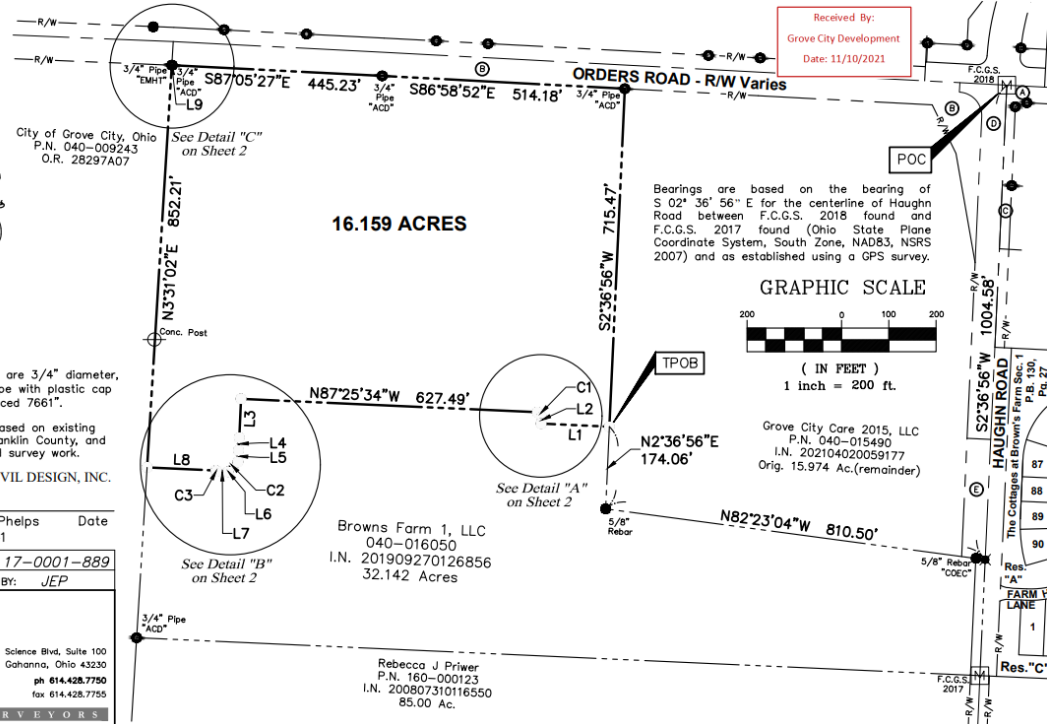 Received By:
Grove City Development
Date: 11/10/2021
R/W
R/W
R/W
R/W
R/W
3/4" Pipe
"EMHT"
3/4"
Pipe
"ACD"
L9
S87°05'27"E 445.23'
3/4"
Pipe
"ACD"
B
S86°58'52"E 514.18'
ORDERS ROAD - R/W Varies
3/4" Pipe
"ACD"
F.C.G.S.
2018
M
A
B
D
R/W
POC
City of Grove City, Ohio
P.N. 040-009243
O.R. 28297A07
See Detail "C"
on Sheet 2
N3°31'02"E 852.21'
16.159 ACRES
S2°36'56"W 715.47'
Bearings are based on the bearing of
S 02° 36' 56" E for the centerline of Haughn
Road between F.C.G.S. 2018 found and
F.C.G.S. 2017 found (Ohio State Plane
Coordinate System, South Zone, NAD83, NSRS
2007) and as established using a GPS survey.
C
GRAPHIC SCALE
200 0 100 200
( IN FEET )
1 inch = 200 ft.
R/W
R/W
S2°36'56"W 1004.58'
HAUGHN ROAD
The Cottages at Brown's Farm Sec. 1
P.B. 130,
Pg. 27
87
88
89
90
Conc. Post
are 3/4" diameter,
pe with plastic cap
ced 7661".
ased on existing
anklin County, and
survey work.
VIL DESIGN, INC.
Phelps Date
1
17-0001-889
BY: JEP
Science Blvd, Suite 100
Gahanna, Ohio 43230
ph 614.428.7750
fax 614.428.7755
R V E Y O R S
N87°25'34"W 627.49'
C1
L2
L1
TPOB
N2°36'56"E
174.06'
L3
L4
L5
L8
C3
C2
L6
L7
See Detail "A"
on Sheet 2
See Detail "B"
on Sheet 2
Grove City Care 2015, LLC
P.N. 040-015490
I.N. 202104020059177
Orig. 15.974 Ac.(remainder)
E
5/8"
Rebar
N82°23'04"W 810.50'
5/8" Rebar
"COEC"
Browns Farm 1, LLC
040-016050
I.N. 201909270126856
32.142 Acres
Res.
"A"
FARM
LANE
1
3/4" Pipe
"ACD"
Rebecca J Priwer
P.N. 160-000123
I.N. 200807310116550
85.00 Ac.
R/W
Res."C"
F.C.G.S.
2017
M
R/W
R/W